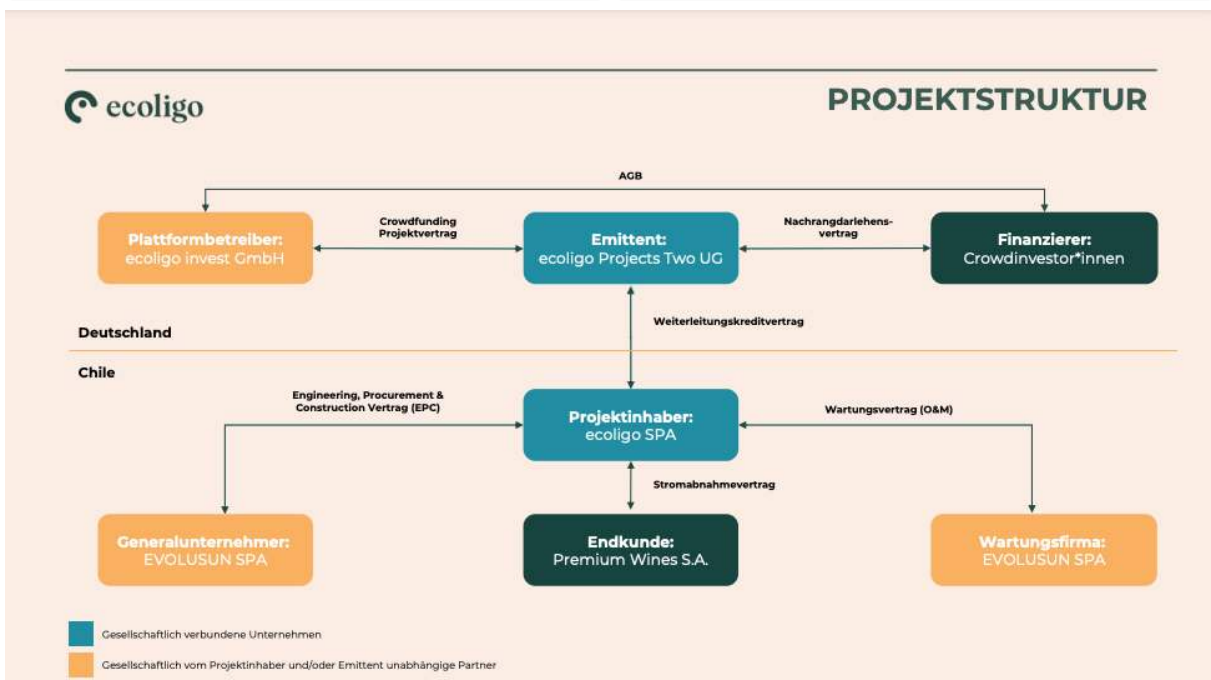 ecoligo
PROJEKTSTRUKTUR
AGB
Plattformbetreiber:
ecoligo invest GmbH
Crowdfunding
Projektvertrag
Emittent:
ecoligo Projects Two UG
Nachrangdarlehens-
vertrag
Finanzierer:
Crowdinvestor*innen
Weiterleitungskreditvertrag
Deutschland
Chile
Engineering, Procurement &
Construction Vertrag (EPC)
Projektinhaber:
ecoligo SPA
Wartungsvertrag (O&M)
Stromabnahmevertrag
Generalunternehmer:
EVOLUSUN SPA
Endkunde:
Premium Wines S.A.
Wartungsfirma:
EVOLUSUN SPA
Gesellschaftlich verbundene Unternehmen
Gesellschaftlich vom Projektinhaber und/oder Emittent unabhängige Partner